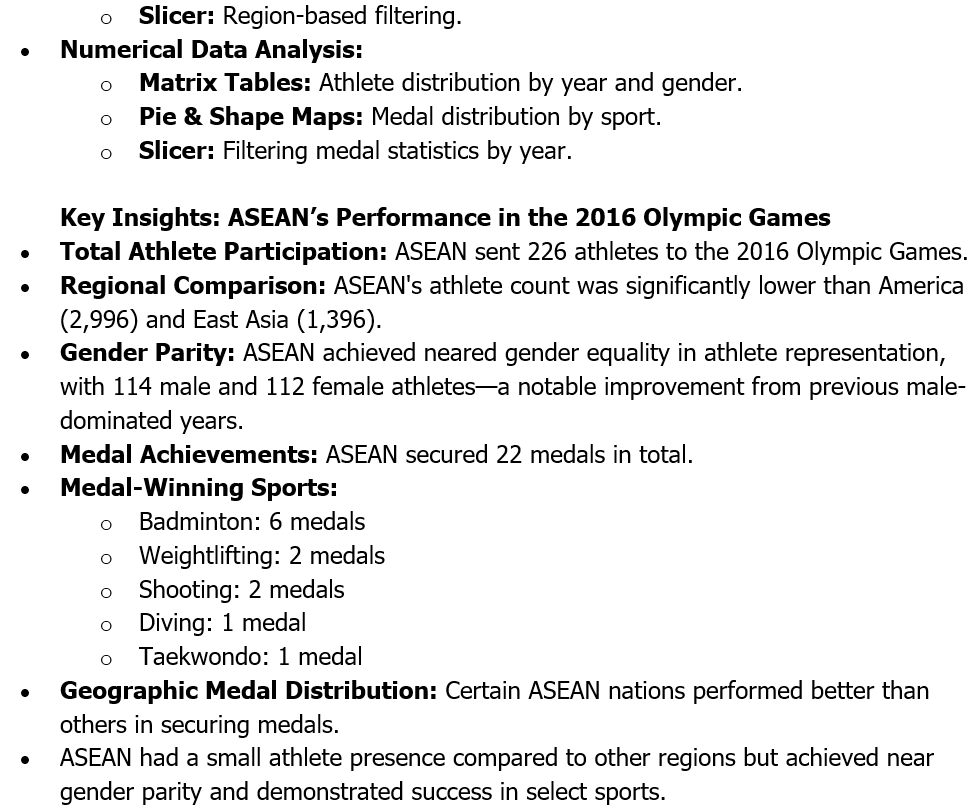 ○ Slicer: Region-based filtering.
• Numerical Data Analysis:
○ Matrix Tables: Athlete distribution by year and gender.
○ Pie & Shape Maps: Medal distribution by sport.
○ Slicer: Filtering medal statistics by year.
Key Insights: ASEAN’s Performance in the 2016 Olympic Games
• Total Athlete Participation: ASEAN sent 226 athletes to the 2016 Olympic Games.
• Regional Comparison: ASEAN's athlete count was significantly lower than America
(2,996) and East Asia (1,396).
• Gender Parity: ASEAN achieved neared gender equality in athlete representation,
with 114 male and 112 female athletes—a notable improvement from previous male-
dominated years.
• Medal Achievements: ASEAN secured 22 medals in total.
• Medal-Winning Sports:
○ Badminton: 6 medals
○ Weightlifting: 2 medals
○ Shooting: 2 medals
○ Diving: 1 medal
○ Taekwondo: 1 medal
• Geographic Medal Distribution: Certain ASEAN nations performed better than
others in securing medals.
• ASEAN had a small athlete presence compared to other regions but achieved near
gender parity and demonstrated success in select sports.